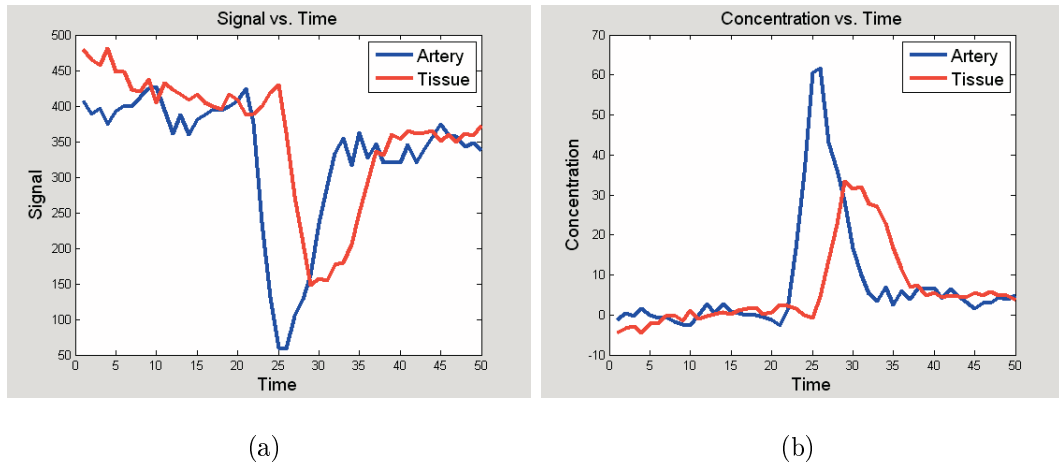 Signal vs. Time
500
450
400
350
300
250
200
150
100
50
Signal
0 5 10 15 20 25 30 35 40 45 50
Time
Artery
Tissue
(a)
Concentration vs. Time
70
60
50
40
30
20
10
0
-10
Concentration
0 5 10 15 20 25 30 35 40 45 50
Time
Artery
Tissue
(b)